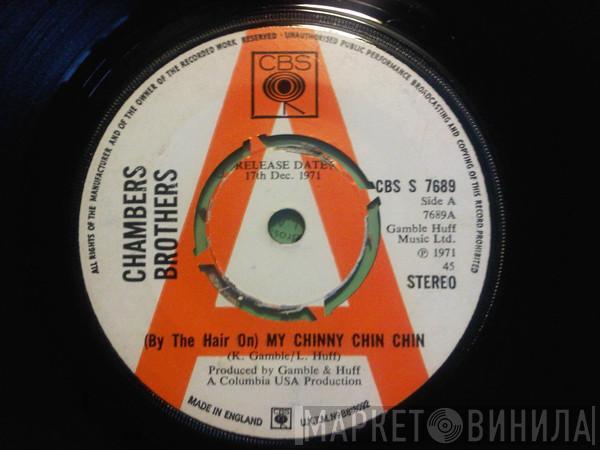 ALL RIGHTS OF THE MANUFACTURER AND OF THE OWNER OF THE RECORDED WORK RESERVED - UNAUTHORISED PUBLIC PERFORMANCE BROADCASTING AND COPYING OF THIS RECORD PROHIBITED
CBS
A
CHAMBERS
BROTHERS
RELEASE DATE:
17th Dec. 1971
CBS S 7689
Side A
7689A
Gamble Huff
Music Ltd.
℗ 1971
45
STEREO
(By The Hair On) MY CHINNY CHIN CHIN
(K. Gamble/L. Huff)
Produced by Gamble & Huff
A Columbia USA Production
MADE IN ENGLAND
МАРКЕТ ВИНИЛА